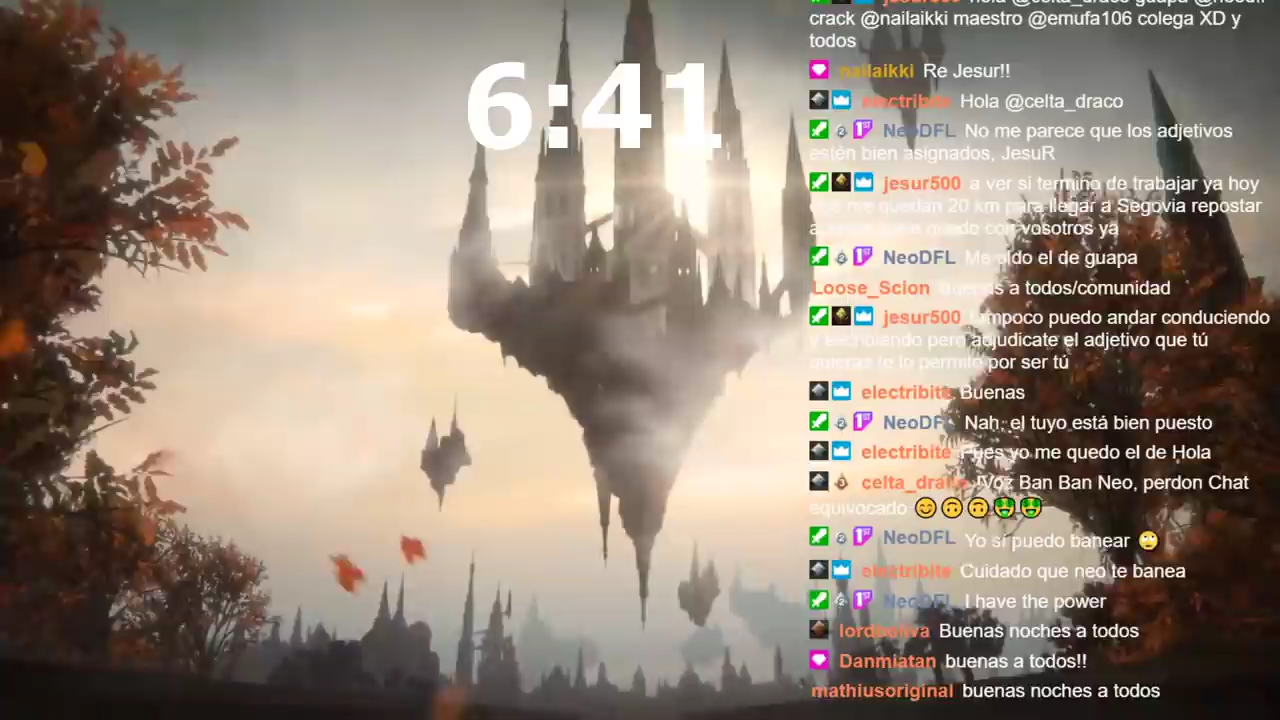 6:41
crack @nailaikki maestro @emufa106 colega XD y
todos
nailaikki Re Jesur!!
electribite Hola @celta_draco
NeoDFL No me parece que los adjetivos
estén bien asignados, JesuR
jesur500 a ver si termino de trabajar ya hoy
que me quedan 20 km para llegar a Segovia repostar
quedo con vosotros ya
NeoDFL Me pido el de guapa
Loose_Scion buenas a todos/comunidad
jesur500 tampoco puedo andar conduciendo
y escribiendo pero adjudicate el adjetivo que tú
quieras te lo permito por ser tú
electribite Buenas
NeoDFL Nah, el tuyo está bien puesto
electribite Pues yo me quedo el de Hola
celta_draco !Voz Ban Ban Neo, perdon Chat
equivocado 😊🙃🙃🤑🤑
NeoDFL Yo sí puedo banear 🙄
electribite Cuidado que neo te banea
NeoDFL I have the power
lordboliva Buenas noches a todos
Danmiatan buenas a todos!!
mathiusoriginal buenas noches a todos